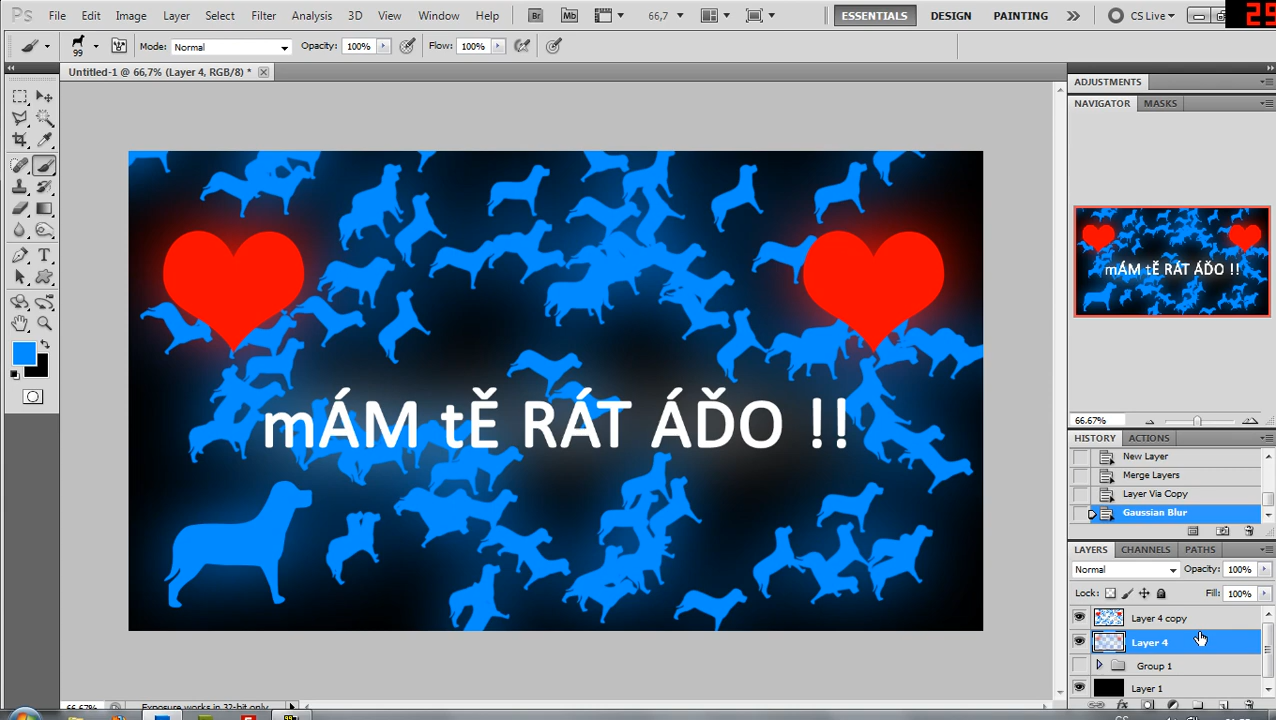 Ps File Edit Image Layer Select Filter Analysis 3D View Window Help Br Mb 66,7 ESSENTIALS DESIGN PAINTING CS Live 25
99 Mode: Normal Opacity: 100% Flow: 100%
Untitled-1 @ 66,7% (Layer 4, RGB/8) *
ADJUSTMENTS
NAVIGATOR MASKS
mÁM tĚ RÁT ÁĎO !!
mÁM tĚ RÁT ÁĎO !!
66.67%
HISTORY ACTIONS
New Layer
Merge Layers
Layer Via Copy
Gaussian Blur
LAYERS CHANNELS PATHS
Normal Opacity: 100%
Lock: Fill: 100%
Layer 4 copy
Layer 4
Group 1
Layer 1
66,67% Exposure works in 32-bit only